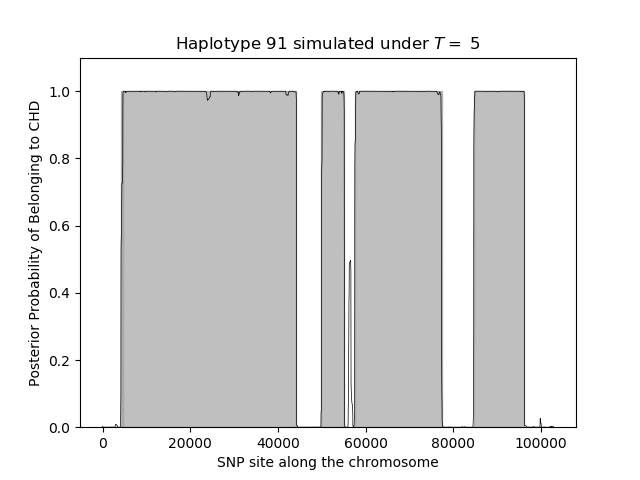 Haplotype 91 simulated under T = 5
Posterior Probability of Belonging to CHD
1.0
0.8
0.6
0.4
0.2
0.0
0 20000 40000 60000 80000 100000
SNP site along the chromosome